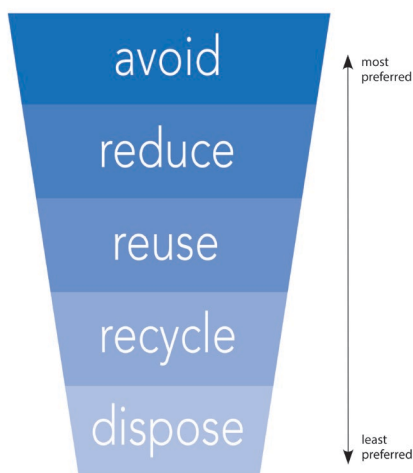 avoid
most
preferred
reduce
reuse
recycle
dispose
least
preferred